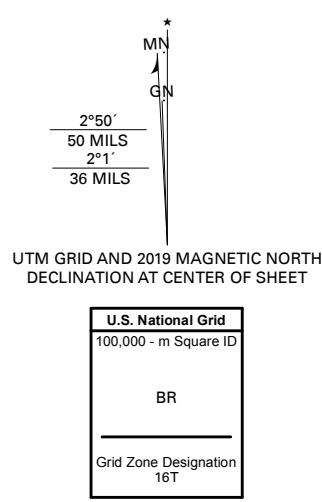 ★
MN
GN
2°50´
50 MILS
2°1´
36 MILS
UTM GRID AND 2019 MAGNETIC NORTH
DECLINATION AT CENTER OF SHEET
U.S. National Grid
100,000 - m Square ID
BR
Grid Zone Designation
16T